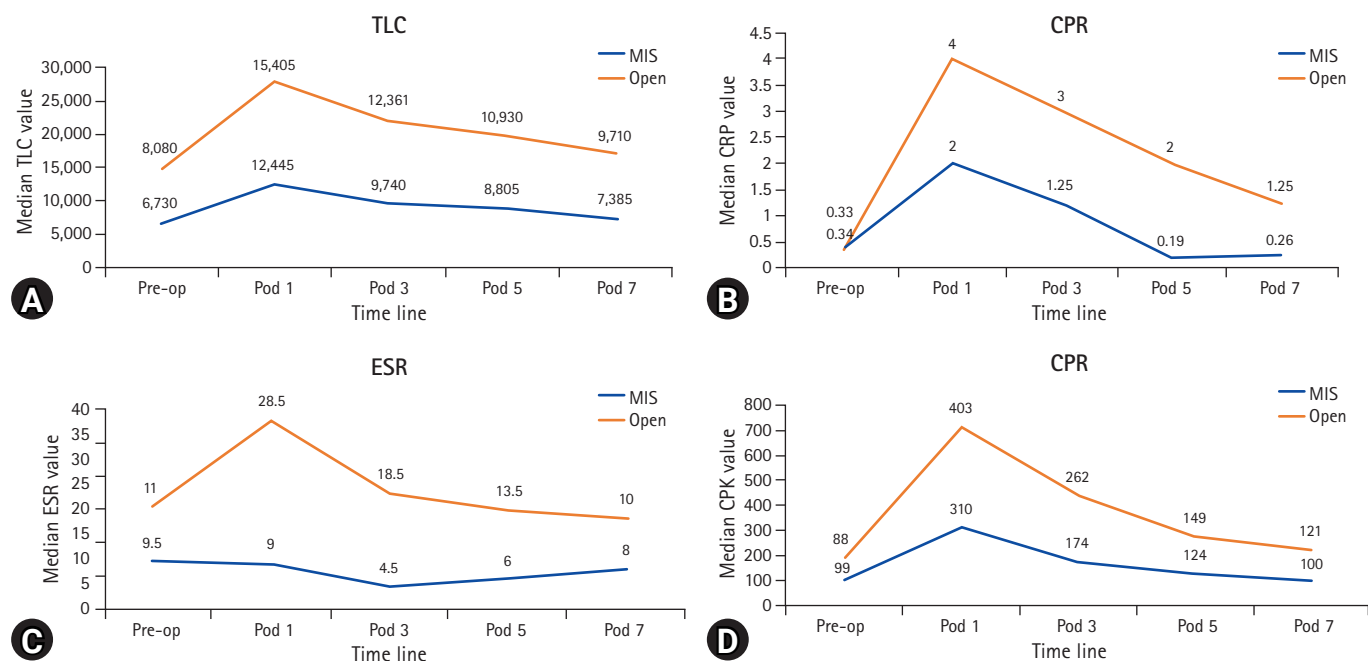 TLC
MIS
Open
Median TLC value
30,000
25,000
20,000
15,000
10,000
5,000
0
15,405
12,361
10,930
9,710
8,080
12,445
9,740
8,805
7,385
6,730
Pre-op Pod 1 Pod 3 Pod 5 Pod 7
Time line
A
CPR
MIS
Open
Median CRP value
4.5
4
3.5
3
2.5
2
1.5
1
0.5
0
4
3
2
1.25
0.33
2
1.25
0.19
0.26
0.34
Pre-op Pod 1 Pod 3 Pod 5 Pod 7
Time line
B
ESR
MIS
Open
Median ESR value
40
35
30
25
20
15
10
5
0
28.5
18.5
13.5
10
11
9.5
9
4.5
6
8
Pre-op Pod 1 Pod 3 Pod 5 Pod 7
Time line
C
CPR
MIS
Open
Median CPK value
800
700
600
500
400
300
200
100
0
403
262
149
121
88
310
174
124
100
99
Pre-op Pod 1 Pod 3 Pod 5 Pod 7
Time line
D